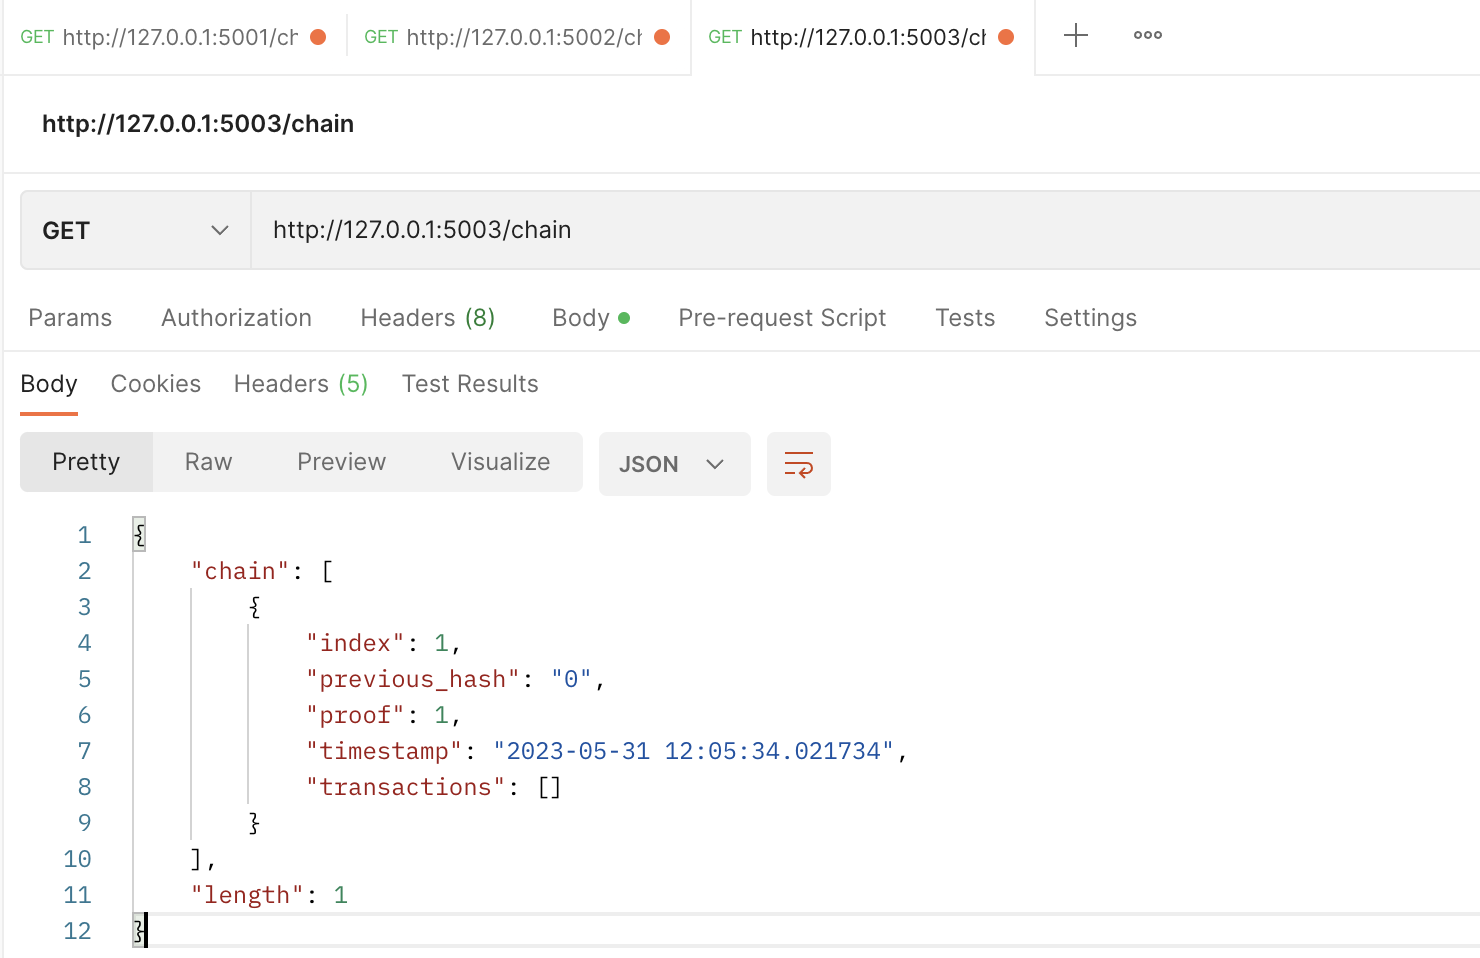 GET http://127.0.0.1:5001/ch GET http://127.0.0.1:5002/ch GET http://127.0.0.1:5003/ch
http://127.0.0.1:5003/chain
GET http://127.0.0.1:5003/chain
Params Authorization Headers (8) Body Pre-request Script Tests Settings
Body Cookies Headers (5) Test Results
Pretty Raw Preview Visualize JSON
1 {
2 "chain": [
3 {
4 "index": 1,
5 "previous_hash": "0",
6 "proof": 1,
7 "timestamp": "2023-05-31 12:05:34.021734",
8 "transactions": []
9 }
10 ],
11 "length": 1
12 }